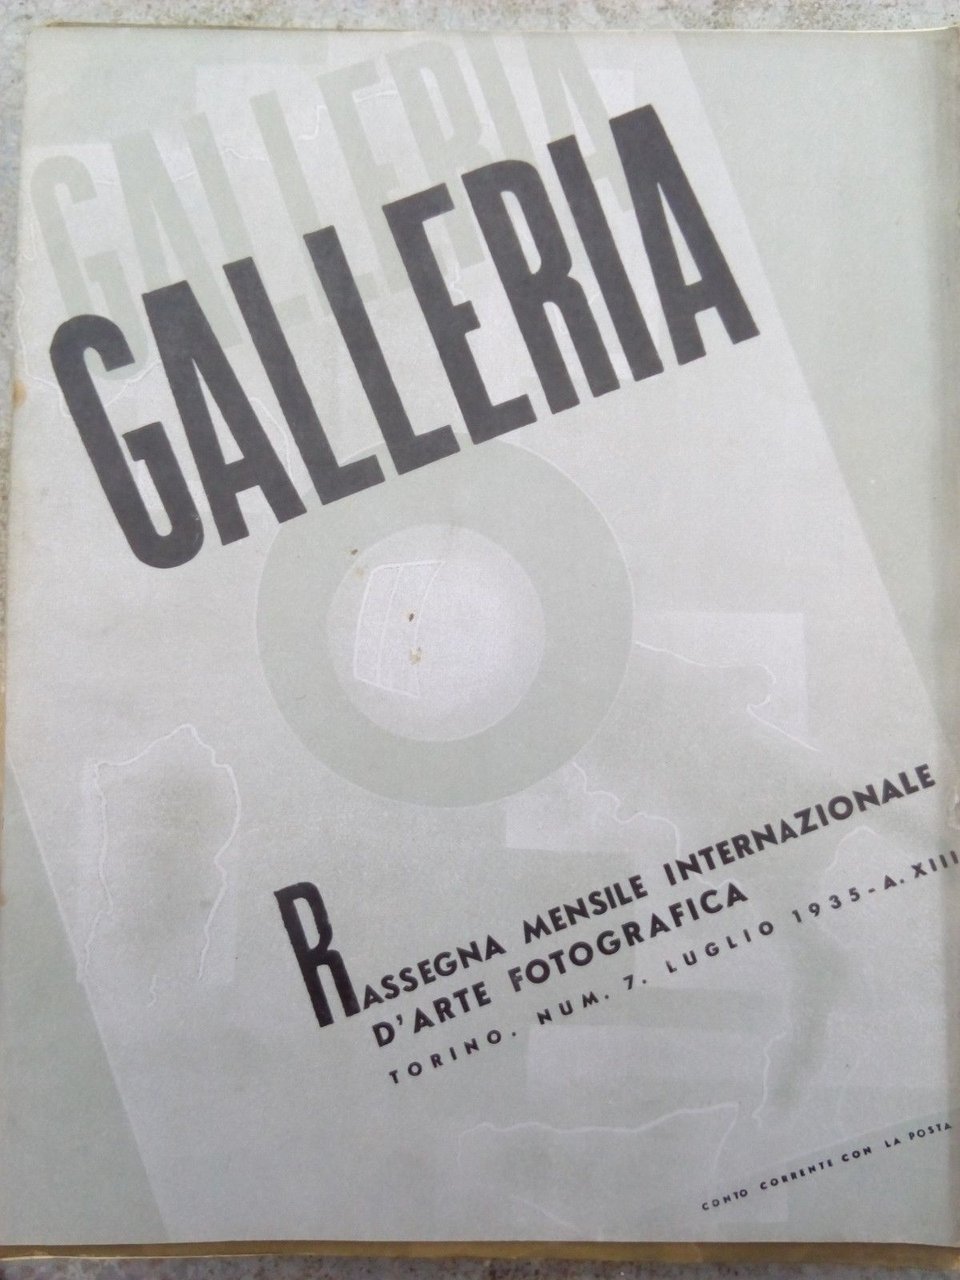 GALLERIA
GALLERIA
RASSEGNA MENSILE INTERNAZIONALE
D'ARTE FOTOGRAFICA
TORINO. NUM. 7. LUGLIO 1935-A. XIII
CONTO CORRENTE CON LA POSTA